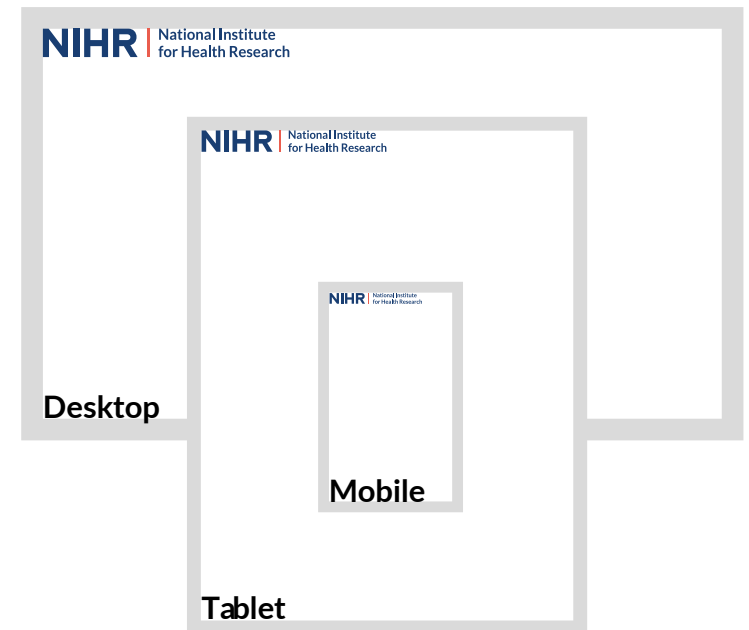 NIHR | National Institute
for Health Research
NIHR | National Institute
for Health Research
NIHR | National Institute
for Health Research
Desktop
Mobile
Tablet